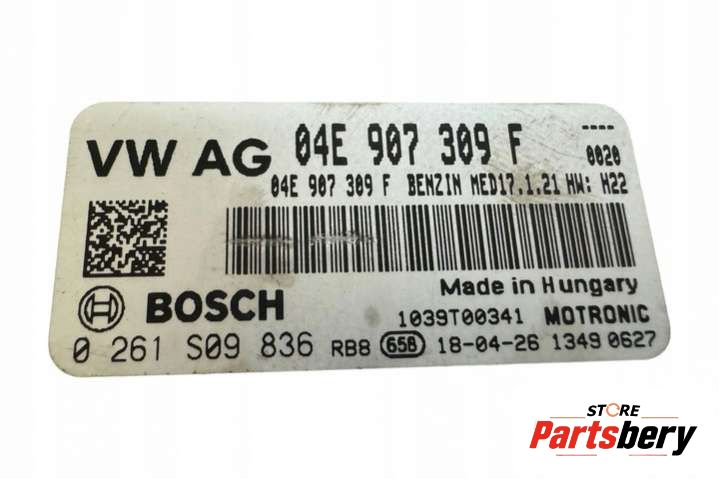 VW AG 04E 907 309 F ----
0020
04E 907 309 F BENZIN MED17.1.21 HW: H22
Made in Hungary
BOSCH 1039T00341 MOTRONIC
0 261 S09 836 RB8 658 18-04-26 1349 0627
STORE
Partsbery